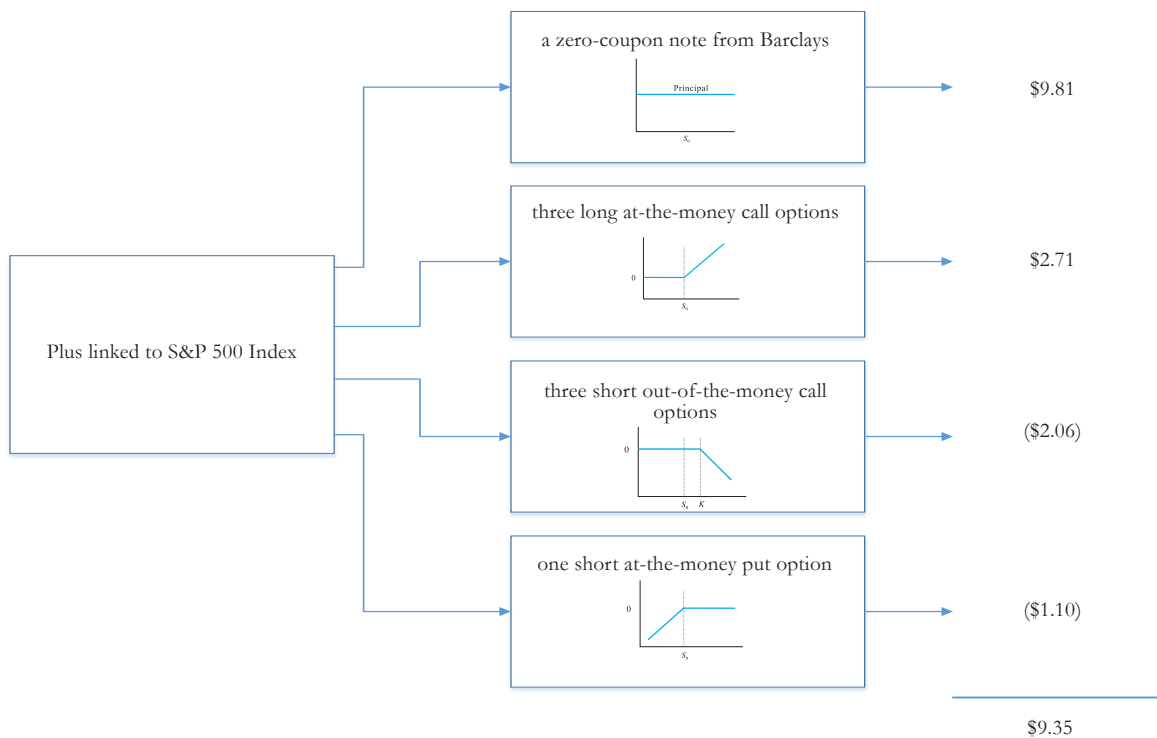 a zero-coupon note from Barclays
Principal
S₀
$9.81
three long at-the-money call options
0
S₀
$2.71
Plus linked to S&P 500 Index
three short out-of-the-money call
options
0
S₀ K
($2.06)
one short at-the-money put option
0
S₀
($1.10)
$9.35